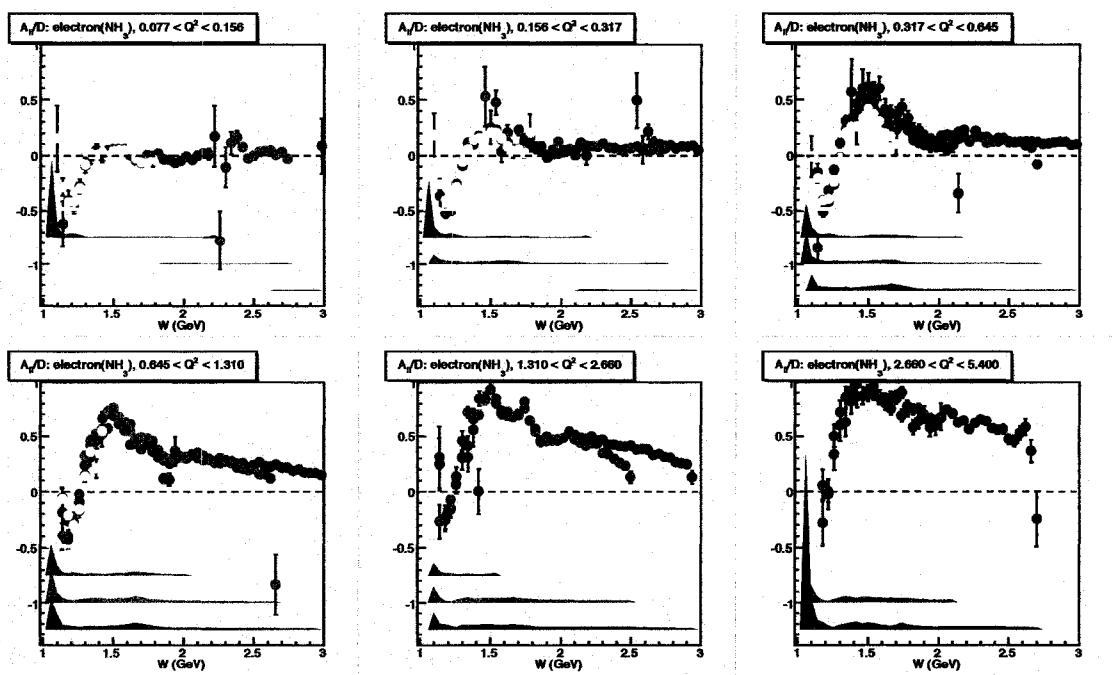 A||/D: electron(NH3), 0.077 < Q² < 0.156
A||/D: electron(NH3), 0.156 < Q² < 0.317
A||/D: electron(NH3), 0.317 < Q² < 0.645
0.5
0
-0.5
-1
1 1.5 2 2.5 3
W (GeV)
0.5
0
-0.5
-1
1 1.5 2 2.5 3
W (GeV)
0.5
0
-0.5
-1
1 1.5 2 2.5 3
W (GeV)
A||/D: electron(NH3), 0.645 < Q² < 1.310
A||/D: electron(NH3), 1.310 < Q² < 2.660
A||/D: electron(NH3), 2.660 < Q² < 5.400
0.5
0
-0.5
-1
1 1.5 2 2.5 3
W (GeV)
0.5
0
-0.5
-1
1 1.5 2 2.5 3
W (GeV)
0.5
0
-0.5
-1
1 1.5 2 2.5 3
W (GeV)